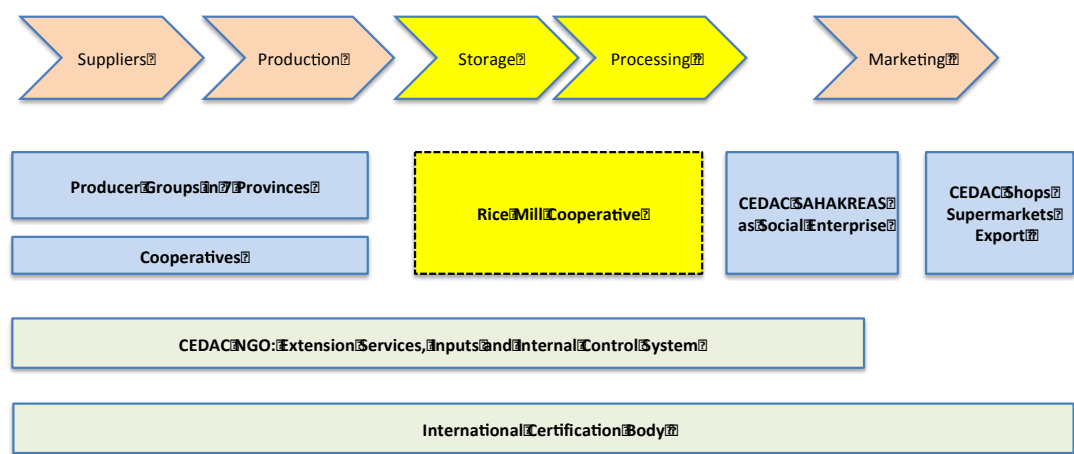 Suppliers
Production
Storage
Processing
Marketing
Producer Groups in 7 Provinces
Cooperatives
Rice Mill Cooperative
CEDAC SAHAKREAS
as Social Enterprise
CEDAC Shops
Supermarkets
Export
CEDAC NGO: Extension Services, Inputs and Internal Control System
International Certification Body